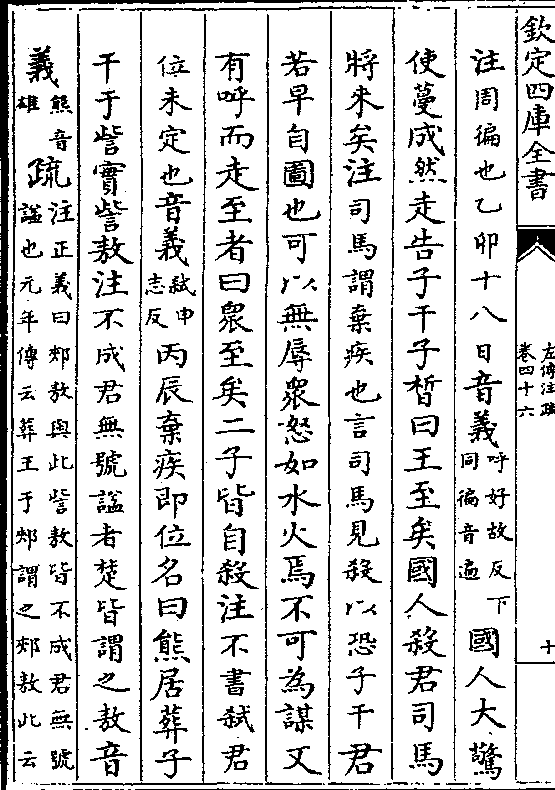 欽定四庫全書
左傳注疏
卷四十六
十
注周徧也乙卯十八日音義呼好故反下同徧音遍國人大驚
使蔓成然走告子干子晳曰王至矣國人殺君司馬
將來矣注司馬謂棄疾也言司馬見殺以恐子干君
若早自圖也可以無辱衆怒如水火焉不可為謀又
有呼而走至者曰衆至矣二子皆自殺注不書弑君
位未定也音義弑申志反丙辰棄疾即位名曰熊居葬子
干于訾實訾敖注不成君無號諡者楚皆謂之敖音
義熊音雄疏注正義曰郟敖與此訾敖皆不成君無號諡也元年傳云葬王于郟謂之郟敖此云